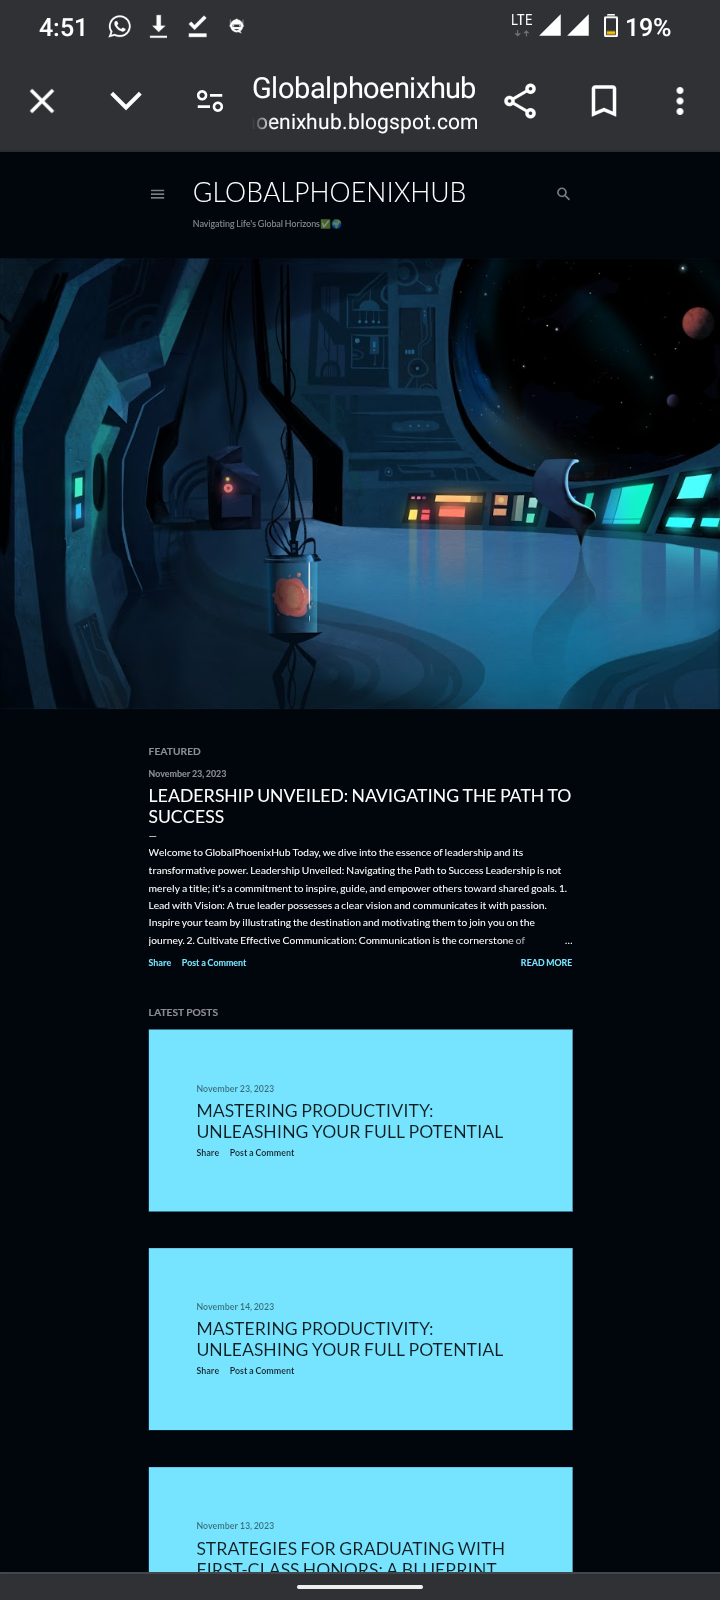 4:51 LTE 19%
Globalphoenixhub
oenixhub.blogspot.com
GLOBALPHOENIXHUB
Navigating Life's Global Horizons✅🌍
FEATURED
November 23, 2023
LEADERSHIP UNVEILED: NAVIGATING THE PATH TO
SUCCESS
Welcome to GlobalPhoenixHub Today, we dive into the essence of leadership and its
transformative power. Leadership Unveiled: Navigating the Path to Success Leadership is not
merely a title; it's a commitment to inspire, guide, and empower others toward shared goals. 1.
Lead with Vision: A true leader possesses a clear vision and communicates it with passion.
Inspire your team by illustrating the destination and motivating them to join you on the
journey. 2. Cultivate Effective Communication: Communication is the cornerstone of ...
Share Post a Comment READ MORE
LATEST POSTS
November 23, 2023
MASTERING PRODUCTIVITY:
UNLEASHING YOUR FULL POTENTIAL
Share Post a Comment
November 14, 2023
MASTERING PRODUCTIVITY:
UNLEASHING YOUR FULL POTENTIAL
Share Post a Comment
November 13, 2023
STRATEGIES FOR GRADUATING WITH
FIRST-CLASS HONORS: A BLUEPRINT